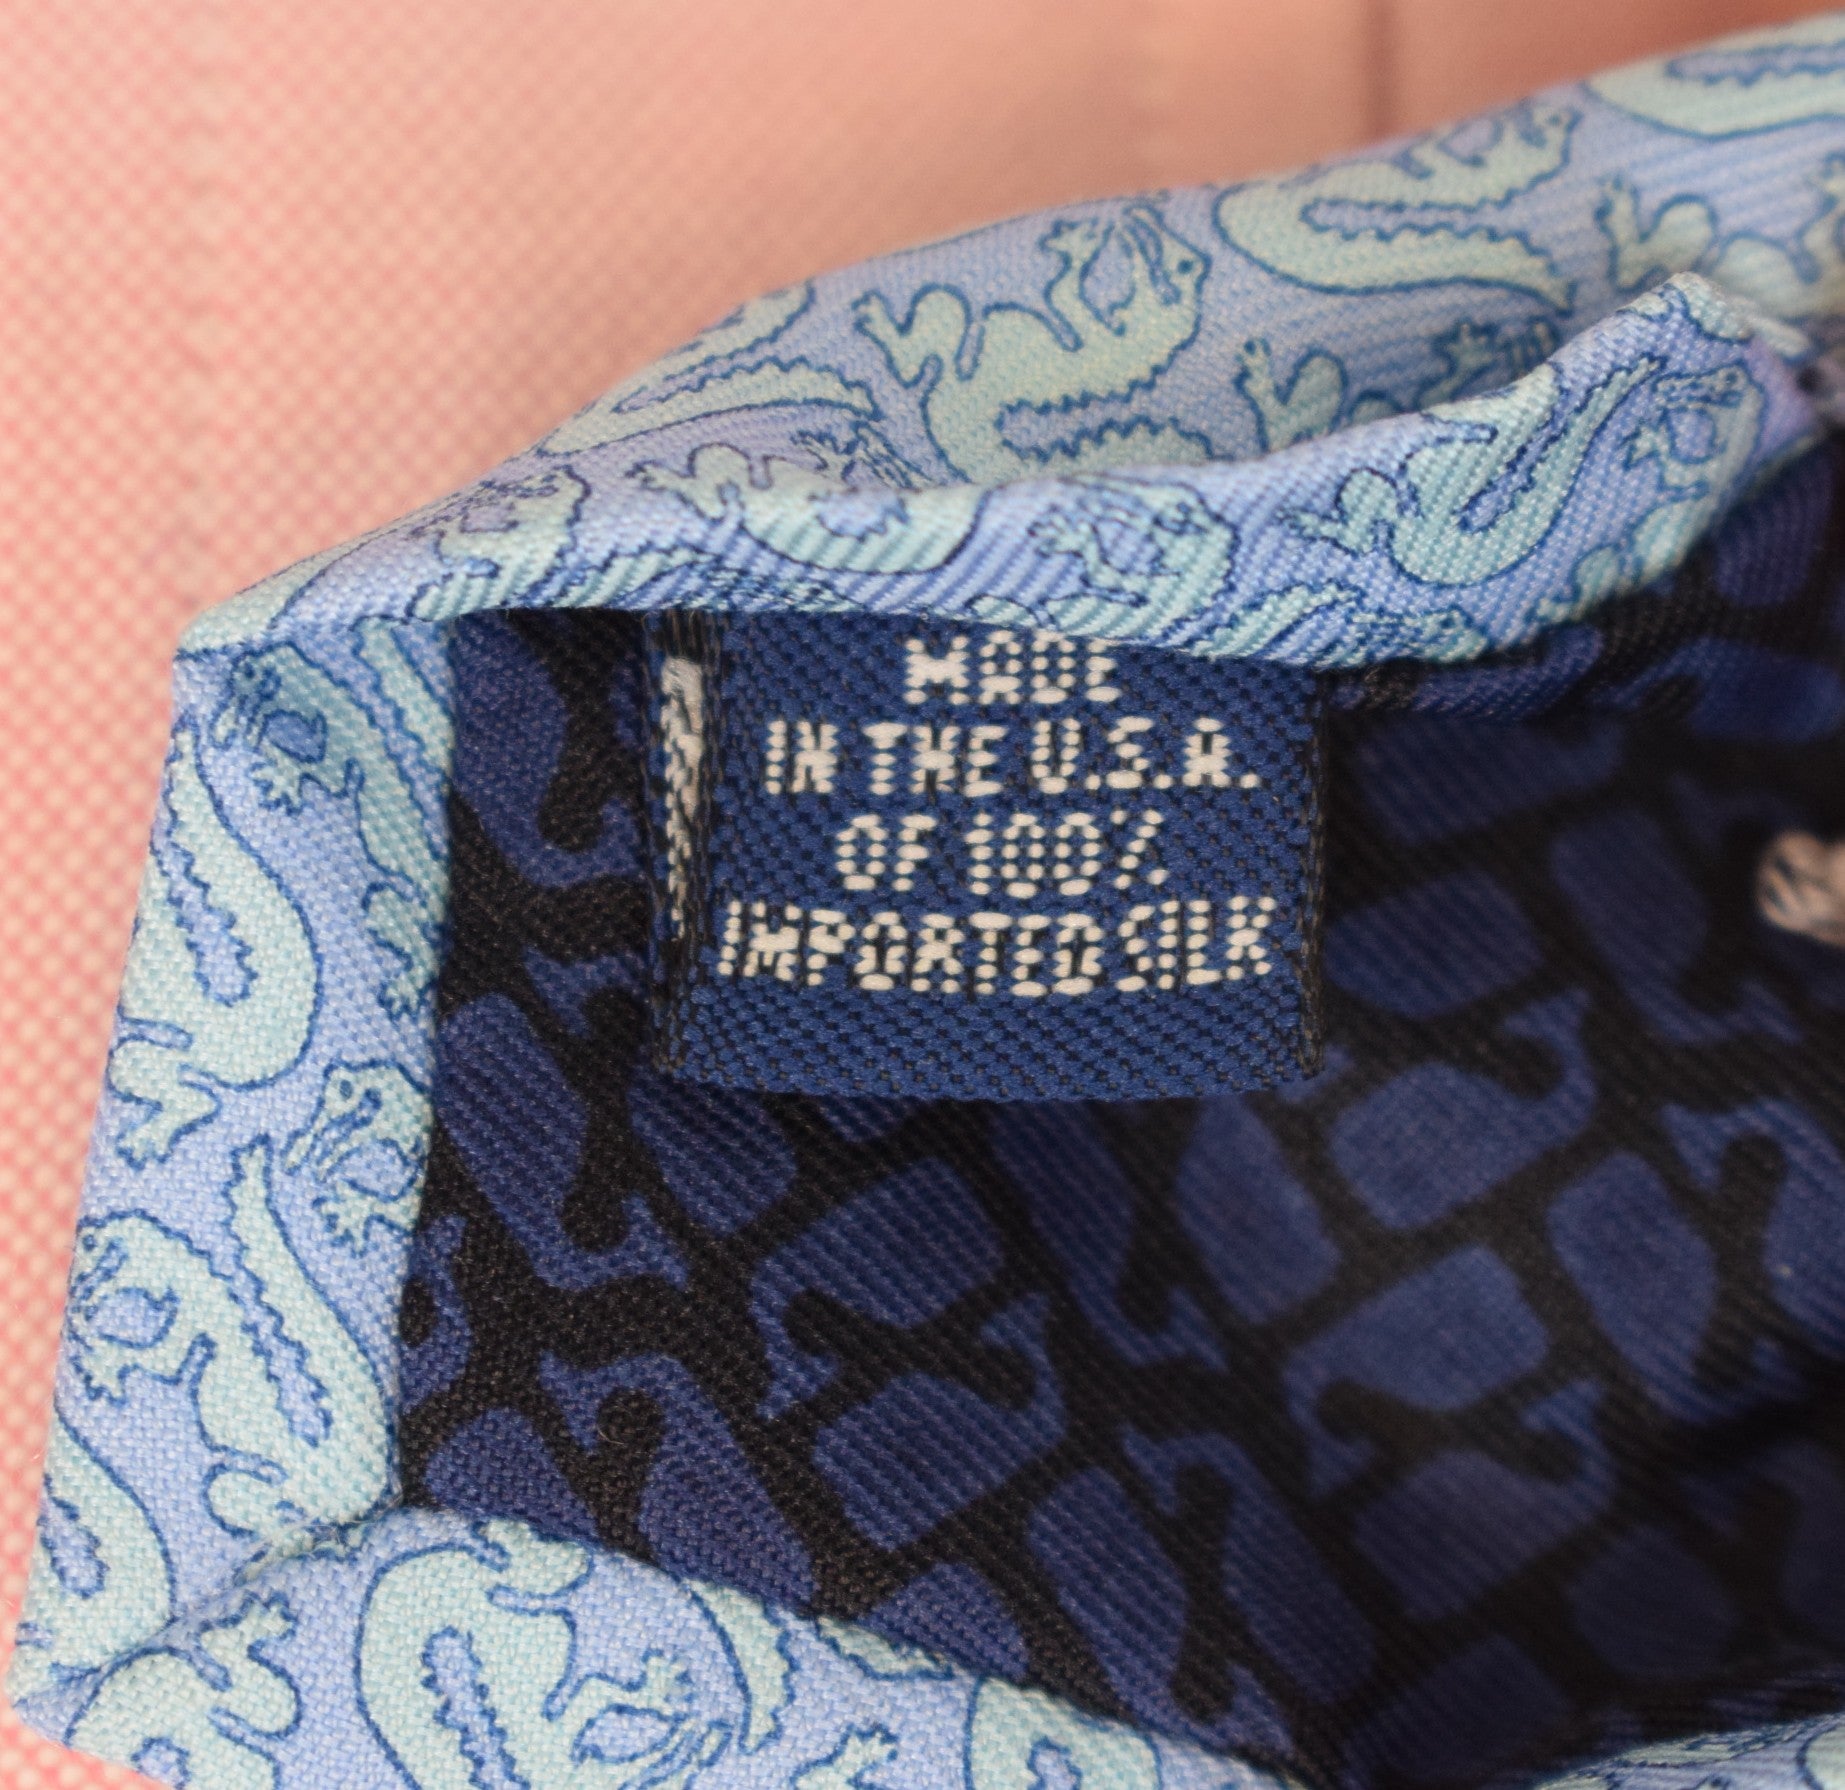 MADE
IN THE U.S.A.
OF 100%
IMPORTED SILK